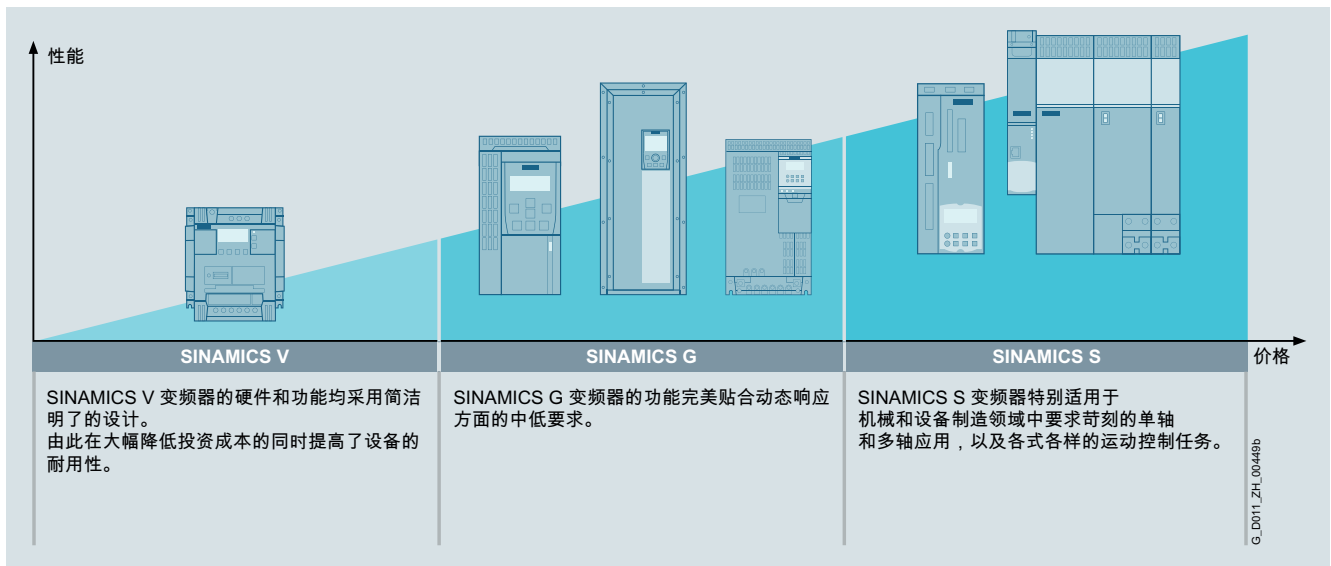 性能
SINAMICS V
SINAMICS G
SINAMICS S
价格
SINAMICS V 变频器的硬件和功能均采用简洁
明了的设计。
由此在大幅降低投资成本的同时提高了设备的
耐用性。
SINAMICS G 变频器的功能完美贴合动态响应
方面的中低要求。
SINAMICS S 变频器特别适用于
机械和设备制造领域中要求苛刻的单轴
和多轴应用，以及各式各样的运动控制任务。
G_D011_ZH_00449b